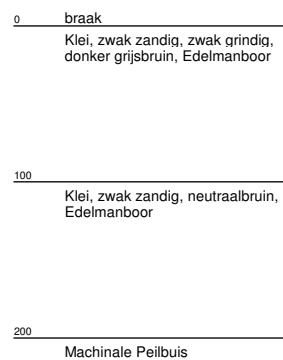 0 braak
Klei, zwak zandig, zwak grindig,
donker grijsbruin, Edelmanboor
100
Klei, zwak zandig, neutraalbruin,
Edelmanboor
200
Machinale Peilbuis